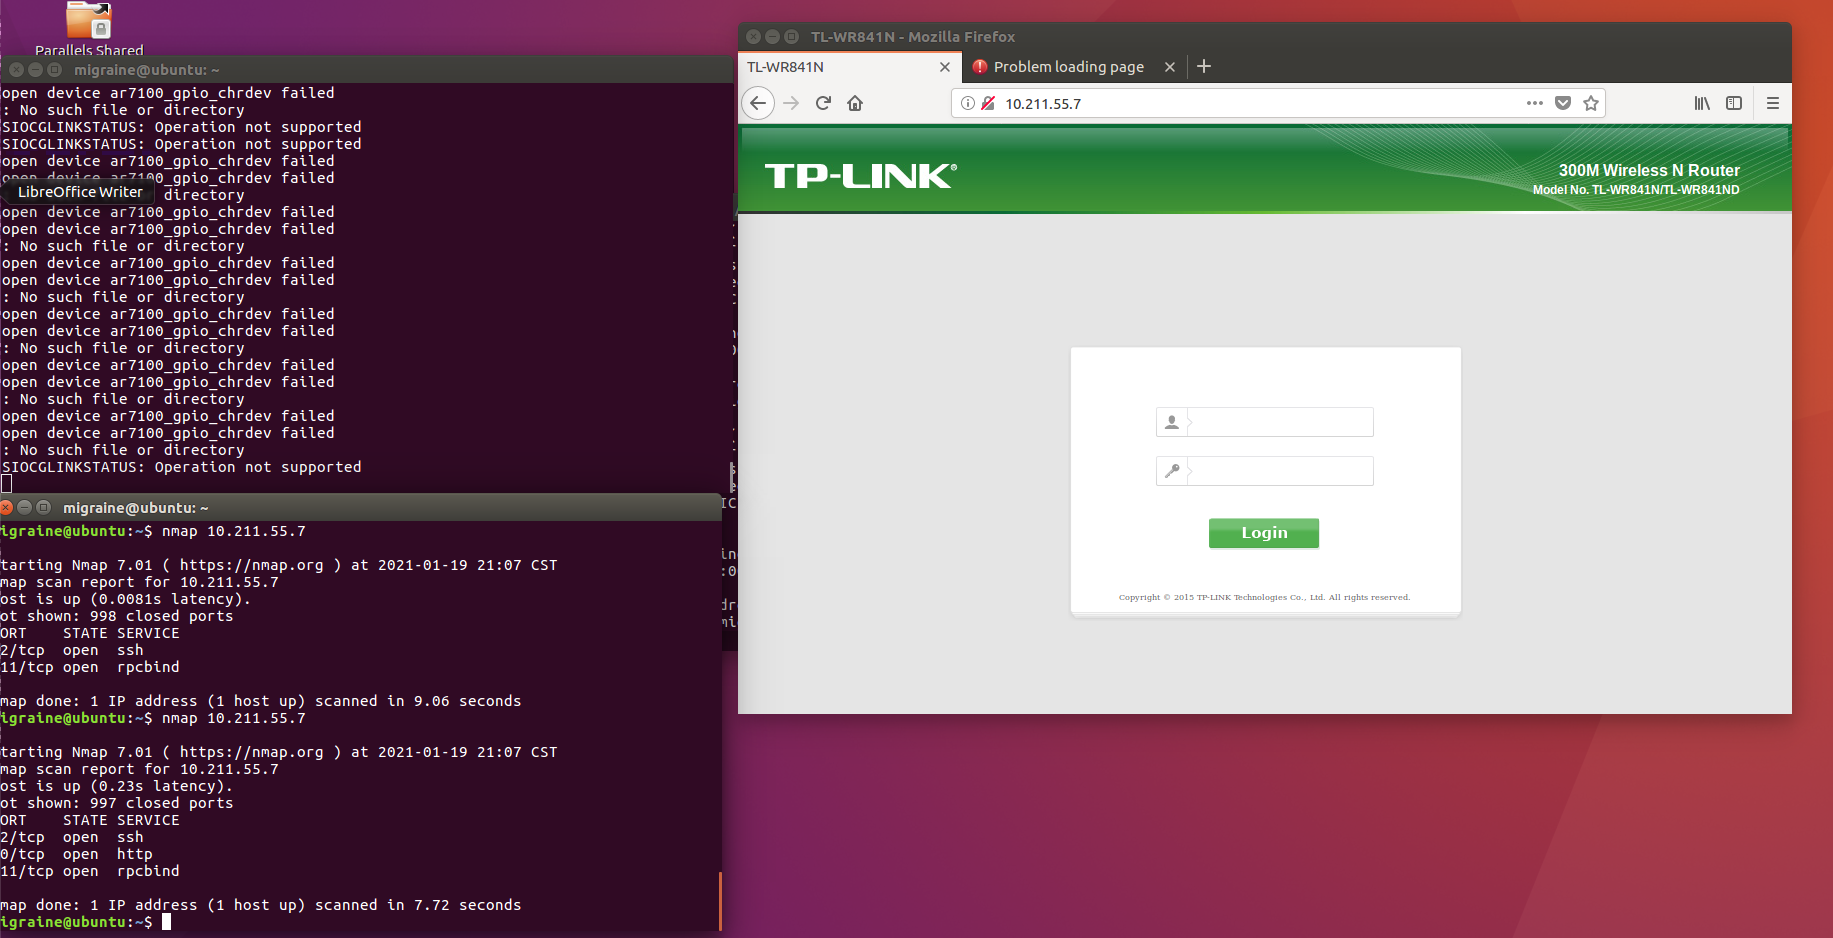 Parallels Shared
migraine@ubuntu: ~
open device ar7100_gpio_chrdev failed
: No such file or directory
SIOCGLINKSTATUS: Operation not supported
SIOCGLINKSTATUS: Operation not supported
open device ar7100_gpio_chrdev failed
open device ar7100_gpio_chrdev failed
LibreOffice Writer
directory
open device ar7100_gpio_chrdev failed
open device ar7100_gpio_chrdev failed
: No such file or directory
open device ar7100_gpio_chrdev failed
open device ar7100_gpio_chrdev failed
: No such file or directory
open device ar7100_gpio_chrdev failed
open device ar7100_gpio_chrdev failed
: No such file or directory
open device ar7100_gpio_chrdev failed
open device ar7100_gpio_chrdev failed
: No such file or directory
open device ar7100_gpio_chrdev failed
open device ar7100_gpio_chrdev failed
: No such file or directory
SIOCGLINKSTATUS: Operation not supported
migraine@ubuntu: ~
igraine@ubuntu:~$ nmap 10.211.55.7
tarting Nmap 7.01 ( https://nmap.org ) at 2021-01-19 21:07 CST
map scan report for 10.211.55.7
ost is up (0.0081s latency).
ot shown: 998 closed ports
ORT STATE SERVICE
2/tcp open ssh
11/tcp open rpcbind
map done: 1 IP address (1 host up) scanned in 9.06 seconds
igraine@ubuntu:~$ nmap 10.211.55.7
tarting Nmap 7.01 ( https://nmap.org ) at 2021-01-19 21:07 CST
map scan report for 10.211.55.7
ost is up (0.23s latency).
ot shown: 997 closed ports
ORT STATE SERVICE
2/tcp open ssh
0/tcp open http
11/tcp open rpcbind
map done: 1 IP address (1 host up) scanned in 7.72 seconds
igraine@ubuntu:~$
TL-WR841N - Mozilla Firefox
TL-WR841N
Problem loading page
10.211.55.7
TP-LINK®
300M Wireless N Router
Model No. TL-WR841N/TL-WR841ND
Login
Copyright © 2015 TP-LINK Technologies Co., Ltd. All rights reserved.